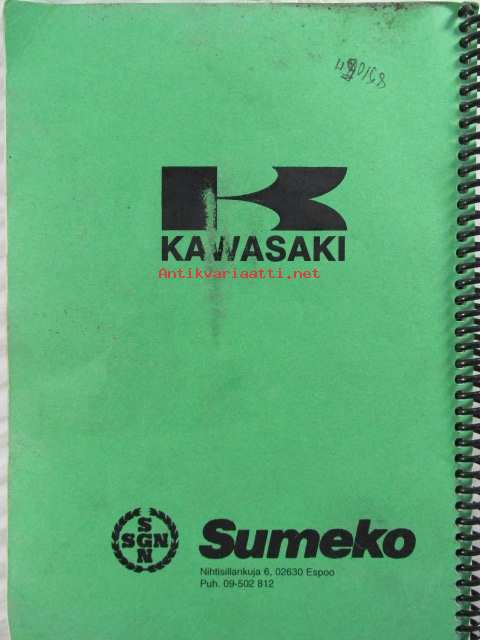 KAWASAKI
Antikvariaatti.net
S
SGN
N
Sumeko
Nihtisillankuja 6, 02630 Espoo
Puh. 09-502 812